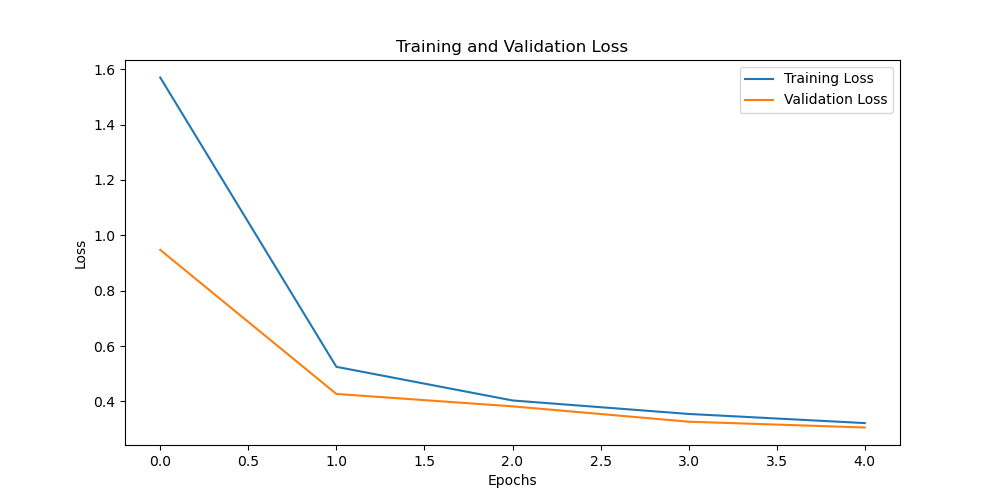 Training and Validation Loss
Training Loss
Validation Loss
1.6
1.4
1.2
1.0
0.8
0.6
0.4
Loss
0.0 0.5 1.0 1.5 2.0 2.5 3.0 3.5 4.0
Epochs